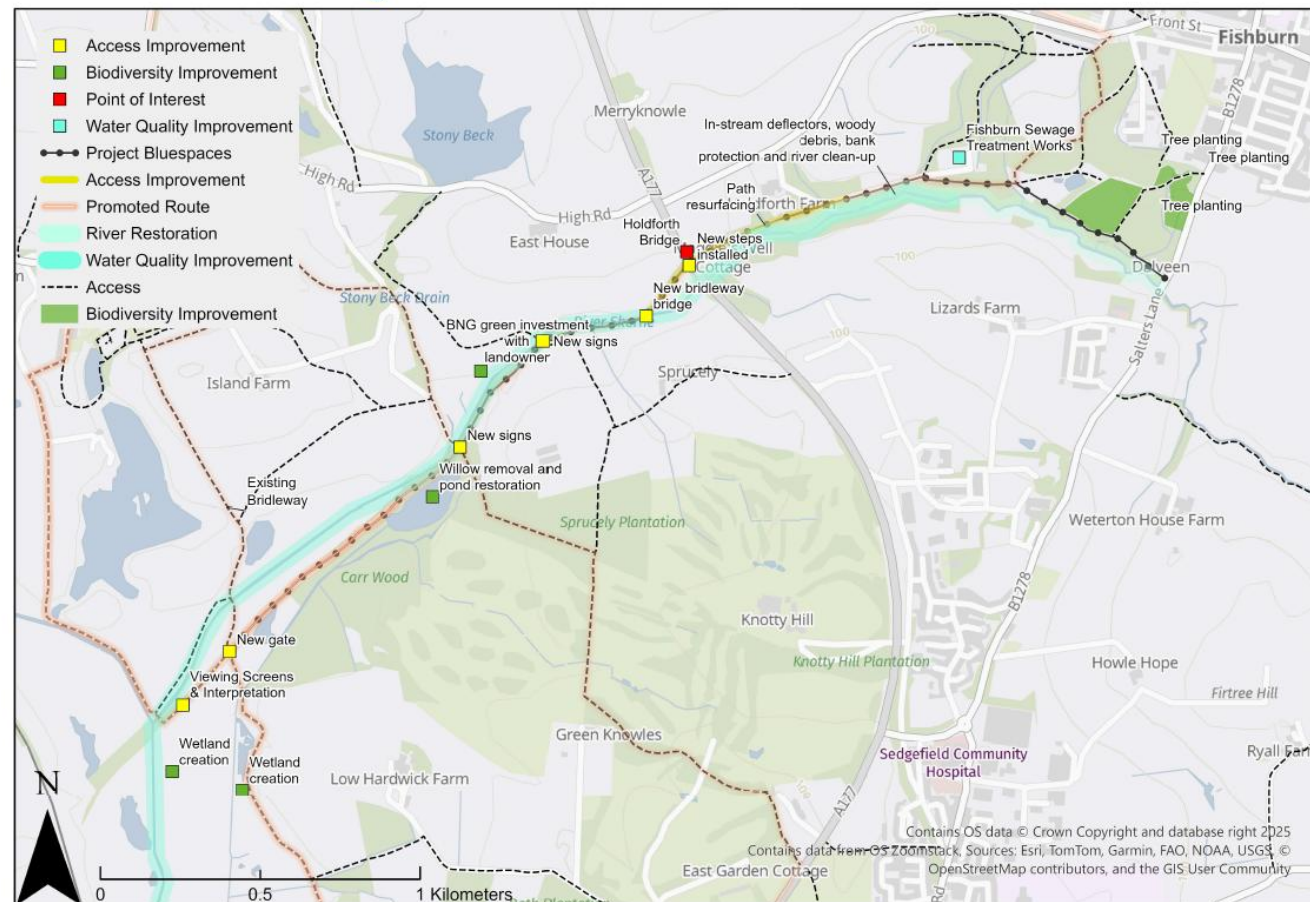 Access Improvement
Biodiversity Improvement
Point of Interest
Water Quality Improvement
Project Bluespaces
Access Improvement
Promoted Route
River Restoration
Water Quality Improvement
Access
Biodiversity Improvement
Front St
Fishburn
B1278
100
Stony Beck
Merryknowle
High Rd
A177
In-stream deflectors, woody
debris, bank
protection and river clean-up
Fishburn Sewage
Treatment Works
Tree planting
Tree planting
Tree planting
Path
resurfacing
High Rd
East House
Holdforth
Bridge
New steps
installed
Cottage
100
Dalyeen
Stony Beck Drain
New bridleway
bridge
Lizards Farm
100
Salters Lane
BNG green investment
with
landowner
New signs
Island Farm
Sprucely
New signs
Willow removal and
pond restoration
Existing
Bridleway
Sprucely Plantation
Weterton House Farm
Carr Wood
Knotty Hill
B1278
New gate
Knotty Hill Plantation
Howle Hope
Viewing Screens
& Interpretation
Firtree Hill
Green Knowles
Wetland
creation
Wetland
creation
Low Hardwick Farm
Sedgefield Community
Hospital
N
100
A177
East Garden Cottage
Rd
0
0.5
1 Kilometers
Contains OS data © Crown Copyright and database right 2025
Contains data from OS Zoomstack, Sources: Esri, TomTom, Garmin, FAO, NOAA, USGS, ©
OpenStreetMap contributors, and the GIS User Community